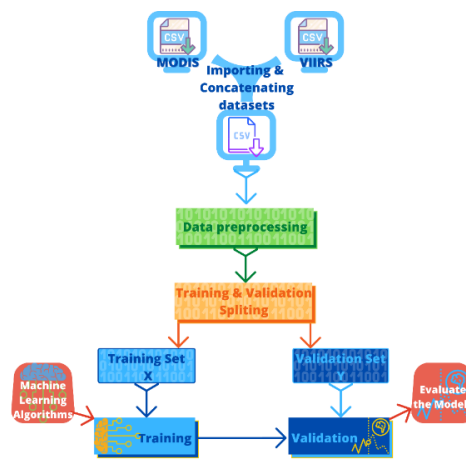 CSV
CSV
MODIS
VIIRS
Importing &
Concatenating
datasets
CSV
Data preprocessing
Training & Validation
Spliting
Training Set
X
Validation Set
Y
Machine
Learning
Algorithms
Evaluate
the Model
Training
Validation